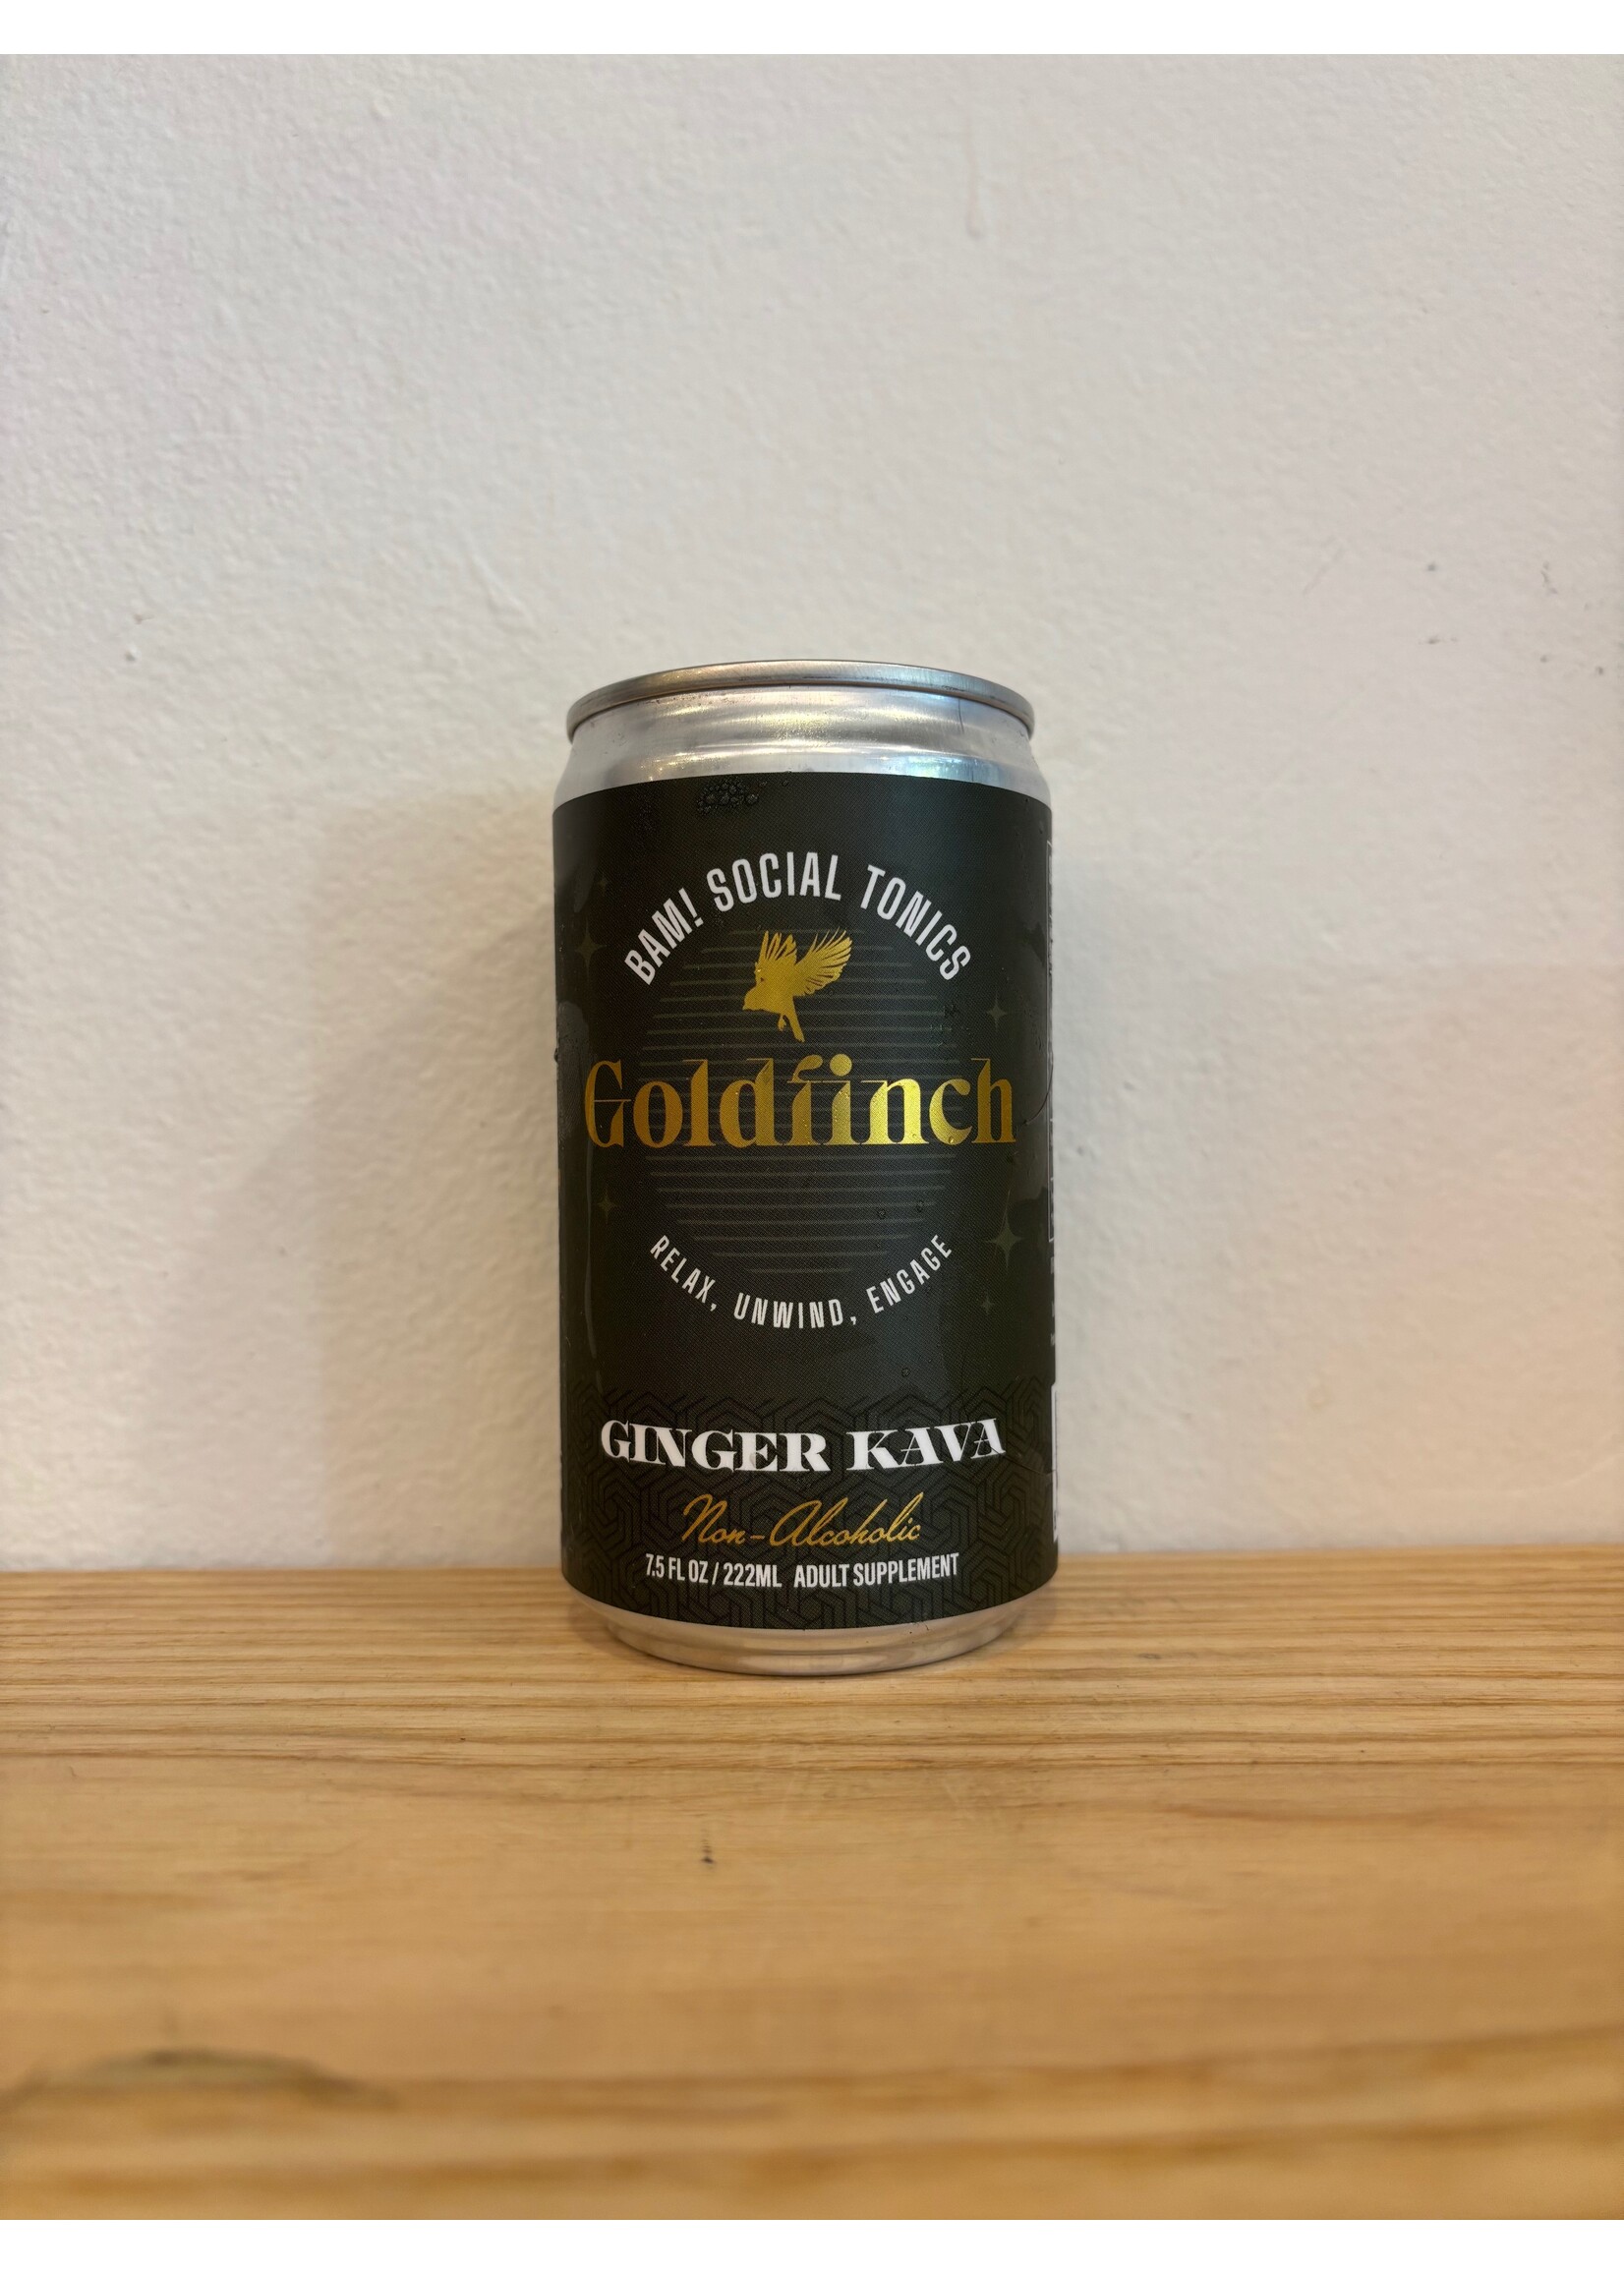 BAM! SOCIAL TONICS
Goldfinch
RELAX, UNWIND, ENGAGE
GINGER KAVA
Non-Alcoholic
7.5 FL OZ / 222ML ADULT SUPPLEMENT